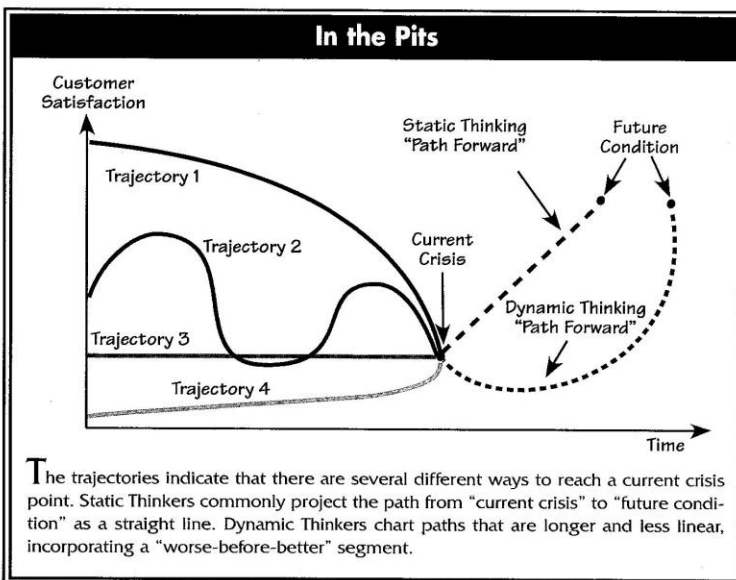 In the Pits
Customer
Satisfaction
Static Thinking
"Path Forward"
Future
Condition
Trajectory 1
Trajectory 2
Current
Crisis
Dynamic Thinking
"Path Forward"
Trajectory 3
Trajectory 4
Time
The trajectories indicate that there are several different ways to reach a current crisis
point. Static Thinkers commonly project the path from "current crisis" to "future condi-
tion" as a straight line. Dynamic Thinkers chart paths that are longer and less linear,
incorporating a "worse-before-better" segment.